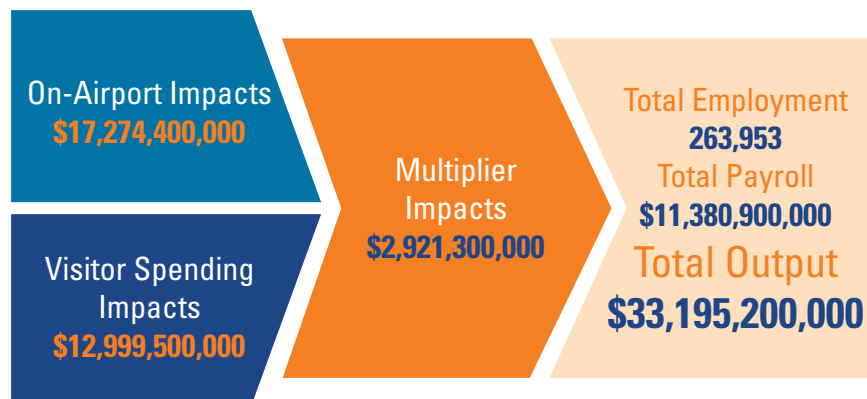 On-Airport Impacts
$17,274,400,000
Visitor Spending
Impacts
$12,999,500,000
Multiplier
Impacts
$2,921,300,000
Total Employment
263,953
Total Payroll
$11,380,900,000
Total Output
$33,195,200,000